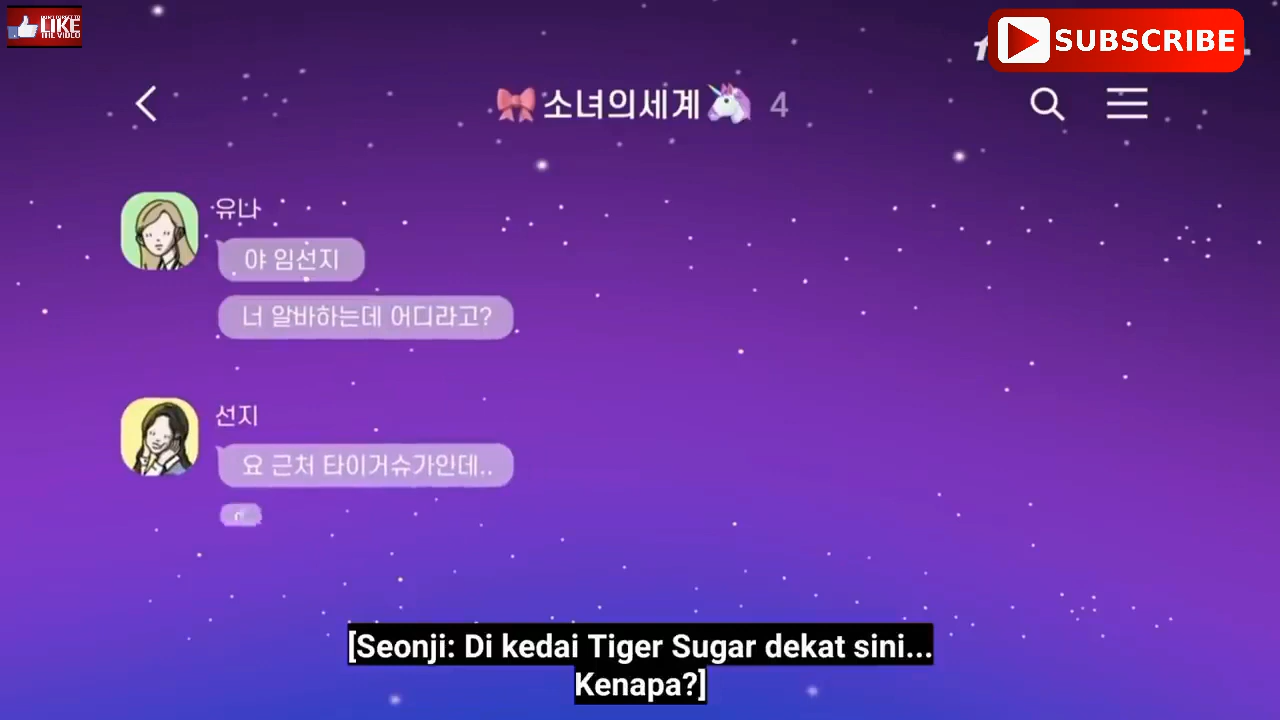 LIKE
THE VIDEO
SUBSCRIBE
소녀의세계 4
유나
야 임선지
너 알바하는데 어디라고?
선지
요 근처 타이거슈가인데..
[Seonji: Di kedai Tiger Sugar dekat sini...
Kenapa?]